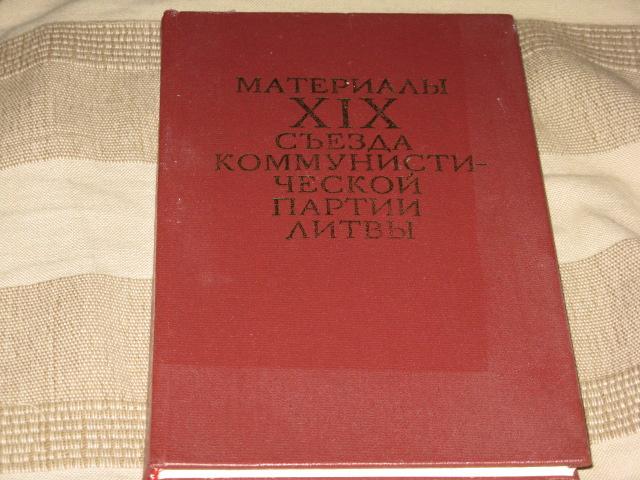 МАТЕРИАЛЫ
XIX
СЪЕЗДА
КОММУНИСТИ-
ЧЕСКОЙ
ПАРТИИ
ЛИТВЫ